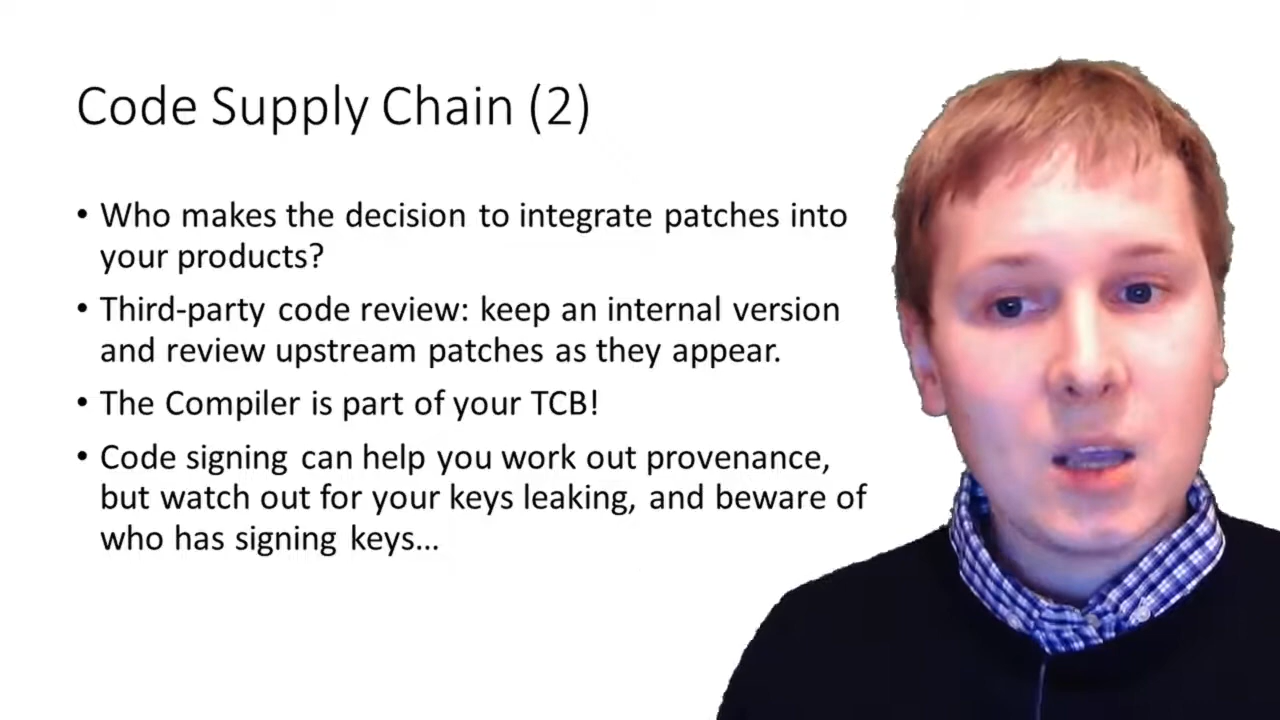 Code Supply Chain (2)
• Who makes the decision to integrate patches into
your products?
• Third-party code review: keep an internal version
and review upstream patches as they appear.
• The Compiler is part of your TCB!
• Code signing can help you work out provenance,
but watch out for your keys leaking, and beware of
who has signing keys...